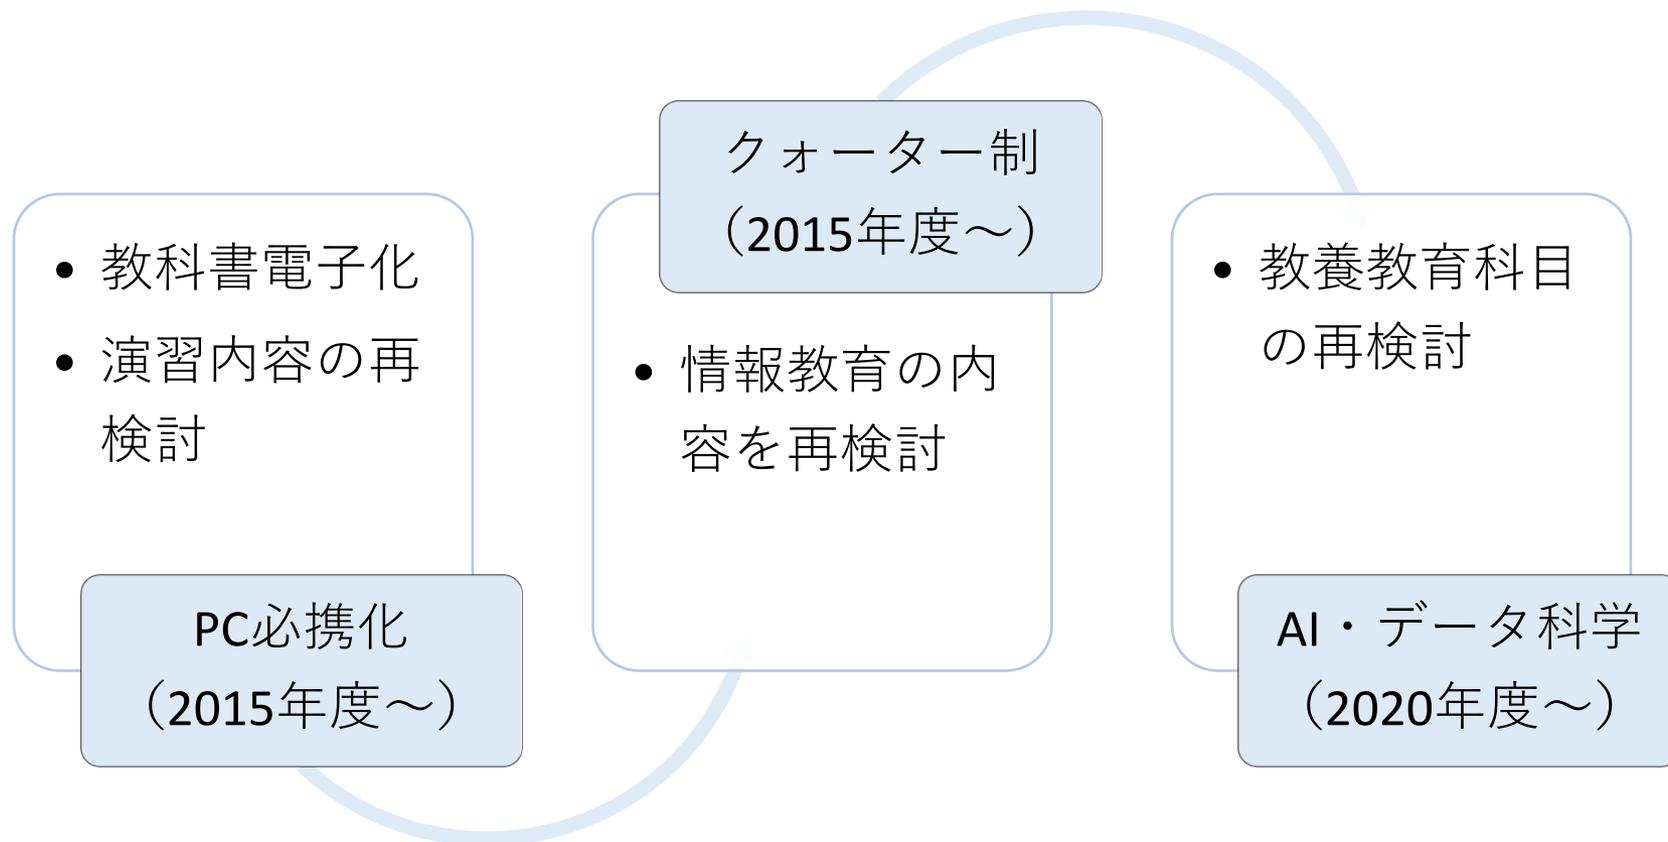 • 教科書電子化
• 演習内容の再
検討
PC必携化
（2015年度～）
クォーター制
（2015年度～）
• 情報教育の内
容を再検討
• 教養教育科目
の再検討
AI・データ科学
（2020年度～）